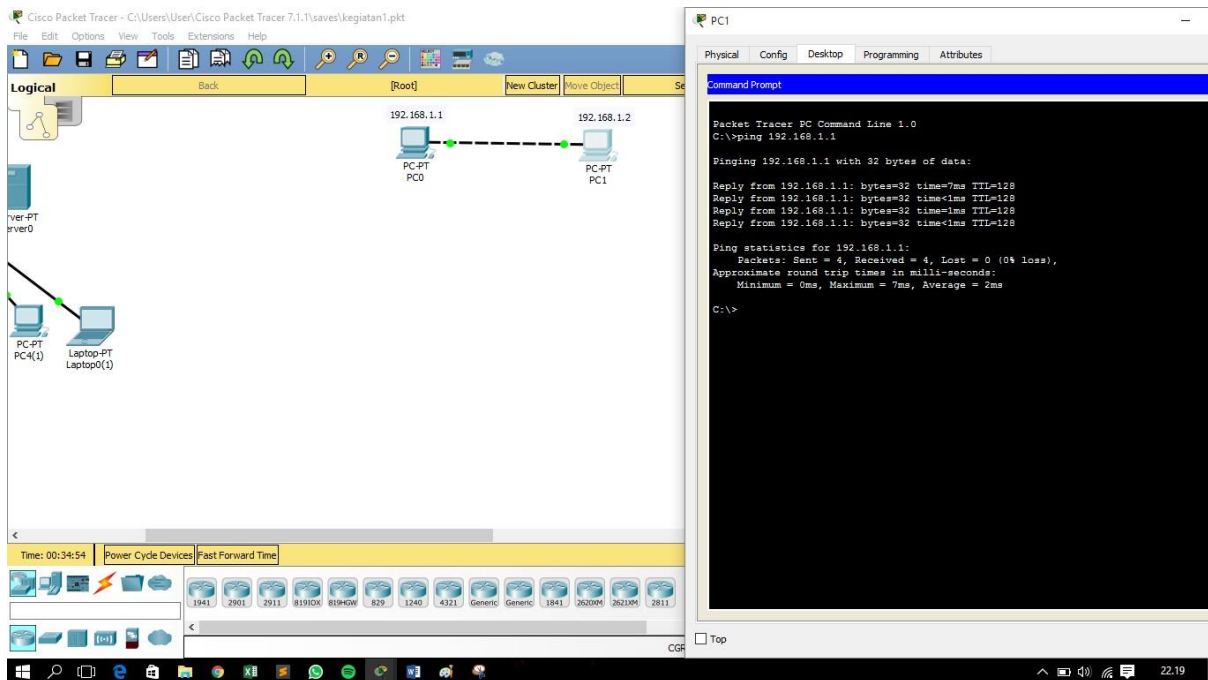 Cisco Packet Tracer - C:\Users\User\Cisco Packet Tracer 7.1.1\saves\kegiatan1.pkt
File Edit Options View Tools Extensions Help
Logical Back [Root] New Cluster Move Object Se
192.168.1.1
192.168.1.2
PC-PT
PC0
PC-PT
PC1
rver-PT
erver0
PC-PT
PC4(1)
Laptop-PT
Laptop0(1)
Time: 00:34:54 Power Cycle Devices Fast Forward Time
1941 2901 2911 819IOX 819HGW 829 1240 4321 Generic Generic 1841 2620XM 2621XM 2811
CGR
PC1
Physical Config Desktop Programming Attributes
Command Prompt
Packet Tracer PC Command Line 1.0
C:\>ping 192.168.1.1
Pinging 192.168.1.1 with 32 bytes of data:
Reply from 192.168.1.1: bytes=32 time=7ms TTL=128
Reply from 192.168.1.1: bytes=32 time<1ms TTL=128
Reply from 192.168.1.1: bytes=32 time=1ms TTL=128
Reply from 192.168.1.1: bytes=32 time<1ms TTL=128
Ping statistics for 192.168.1.1:
Packets: Sent = 4, Received = 4, Lost = 0 (0% loss),
Approximate round trip times in milli-seconds:
Minimum = 0ms, Maximum = 7ms, Average = 2ms
C:\>
Top
22.19